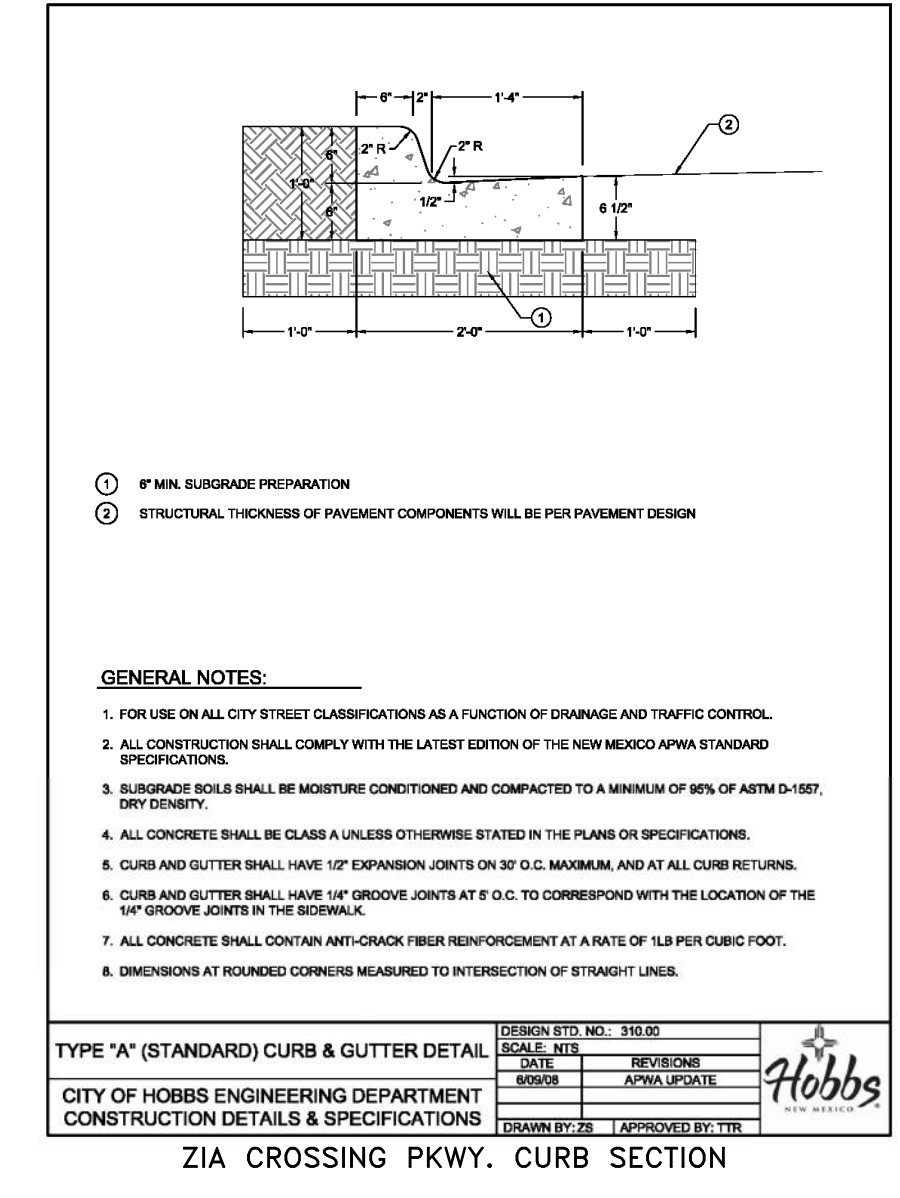 6" 2" 1'-4"
2
2" R 2" R
6"
1'-0"
1/2"
6"
6 1/2"
1
1'-0" 2'-0" 1'-0"
1 6" MIN. SUBGRADE PREPARATION
2 STRUCTURAL THICKNESS OF PAVEMENT COMPONENTS WILL BE PER PAVEMENT DESIGN
GENERAL NOTES:
1. FOR USE ON ALL CITY STREET CLASSIFICATIONS AS A FUNCTION OF DRAINAGE AND TRAFFIC CONTROL.
2. ALL CONSTRUCTION SHALL COMPLY WITH THE LATEST EDITION OF THE NEW MEXICO APWA STANDARD
SPECIFICATIONS.
3. SUBGRADE SOILS SHALL BE MOISTURE CONDITIONED AND COMPACTED TO A MINIMUM OF 95% OF ASTM D-1557,
DRY DENSITY.
4. ALL CONCRETE SHALL BE CLASS A UNLESS OTHERWISE STATED IN THE PLANS OR SPECIFICATIONS.
5. CURB AND GUTTER SHALL HAVE 1/2" EXPANSION JOINTS ON 30' O.C. MAXIMUM, AND AT ALL CURB RETURNS.
6. CURB AND GUTTER SHALL HAVE 1/4" GROOVE JOINTS AT 5' O.C. TO CORRESPOND WITH THE LOCATION OF THE
1/4" GROOVE JOINTS IN THE SIDEWALK.
7. ALL CONCRETE SHALL CONTAIN ANTI-CRACK FIBER REINFORCEMENT AT A RATE OF 1LB PER CUBIC FOOT.
8. DIMENSIONS AT ROUNDED CORNERS MEASURED TO INTERSECTION OF STRAIGHT LINES.
TYPE "A" (STANDARD) CURB & GUTTER DETAIL
CITY OF HOBBS ENGINEERING DEPARTMENT
CONSTRUCTION DETAILS & SPECIFICATIONS
DESIGN STD. NO.: 310.00
SCALE: NTS
DATE REVISIONS
6/09/08 APWA UPDATE
DRAWN BY: ZS APPROVED BY: TTR
Hobbs
NEW MEXICO
ZIA CROSSING PKWY. CURB SECTION